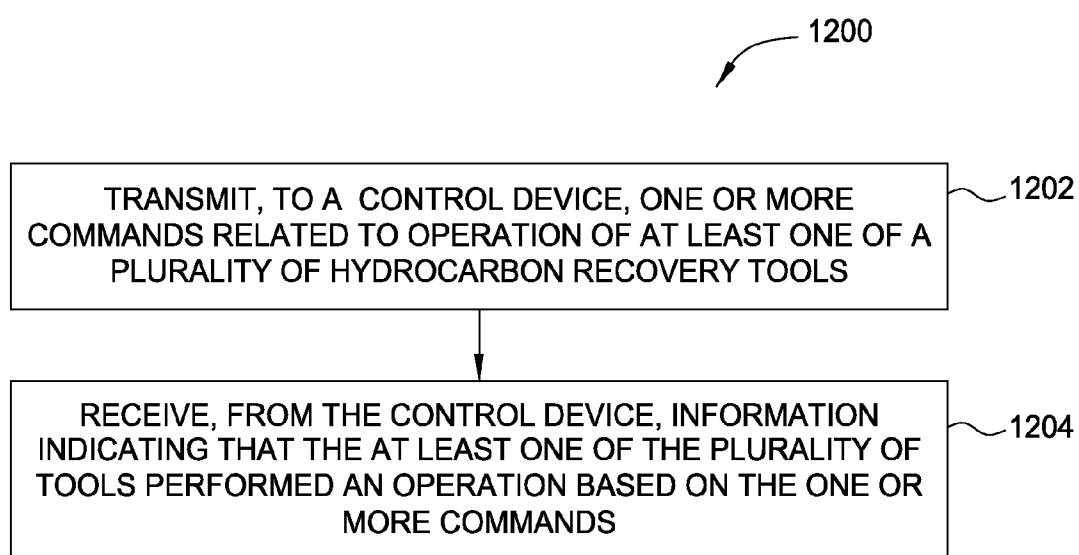 1200
TRANSMIT, TO A CONTROL DEVICE, ONE OR MORE
COMMANDS RELATED TO OPERATION OF AT LEAST ONE OF A
PLURALITY OF HYDROCARBON RECOVERY TOOLS
1202
RECEIVE, FROM THE CONTROL DEVICE, INFORMATION
INDICATING THAT THE AT LEAST ONE OF THE PLURALITY OF
TOOLS PERFORMED AN OPERATION BASED ON THE ONE OR
MORE COMMANDS
1204